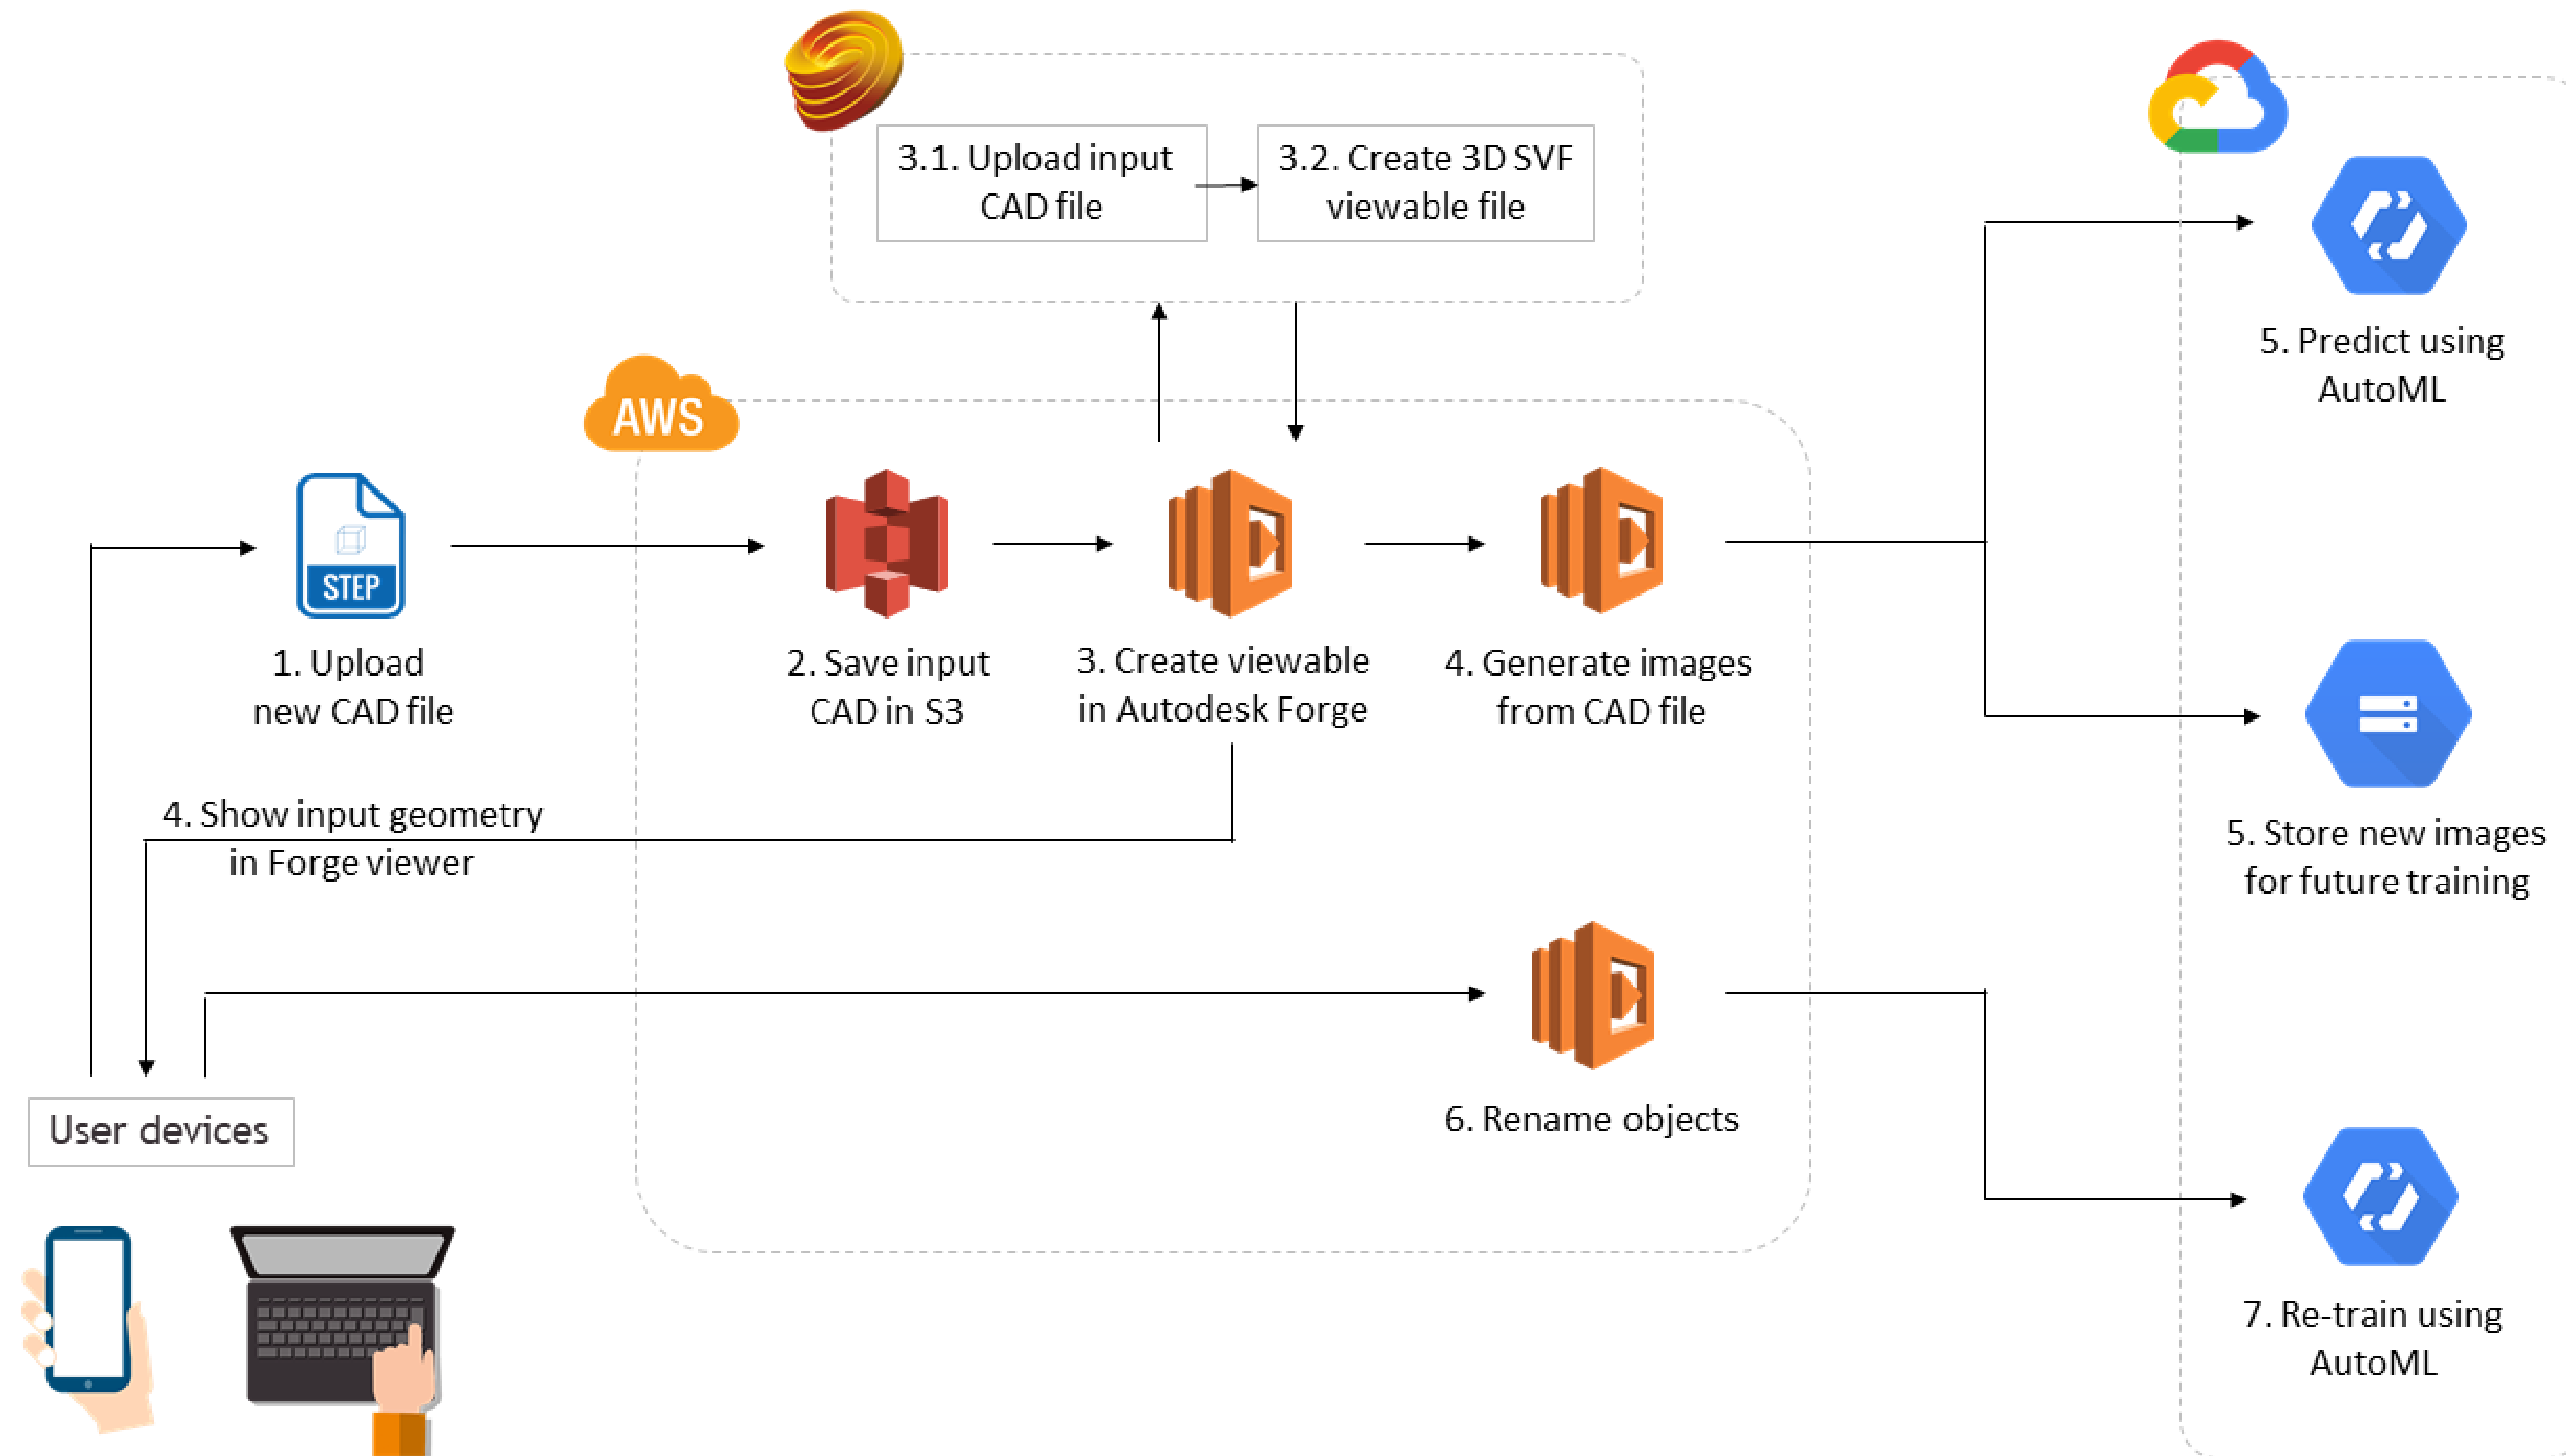 3.1. Upload input
CAD file
3.2. Create 3D SVF
viewable file
AWS
STEP
1. Upload
new CAD file
2. Save input
CAD in S3
3. Create viewable
in Autodesk Forge
4. Generate images
from CAD file
5. Predict using
AutoML
4. Show input geometry
in Forge viewer
5. Store new images
for future training
User devices
6. Rename objects
7. Re-train using
AutoML